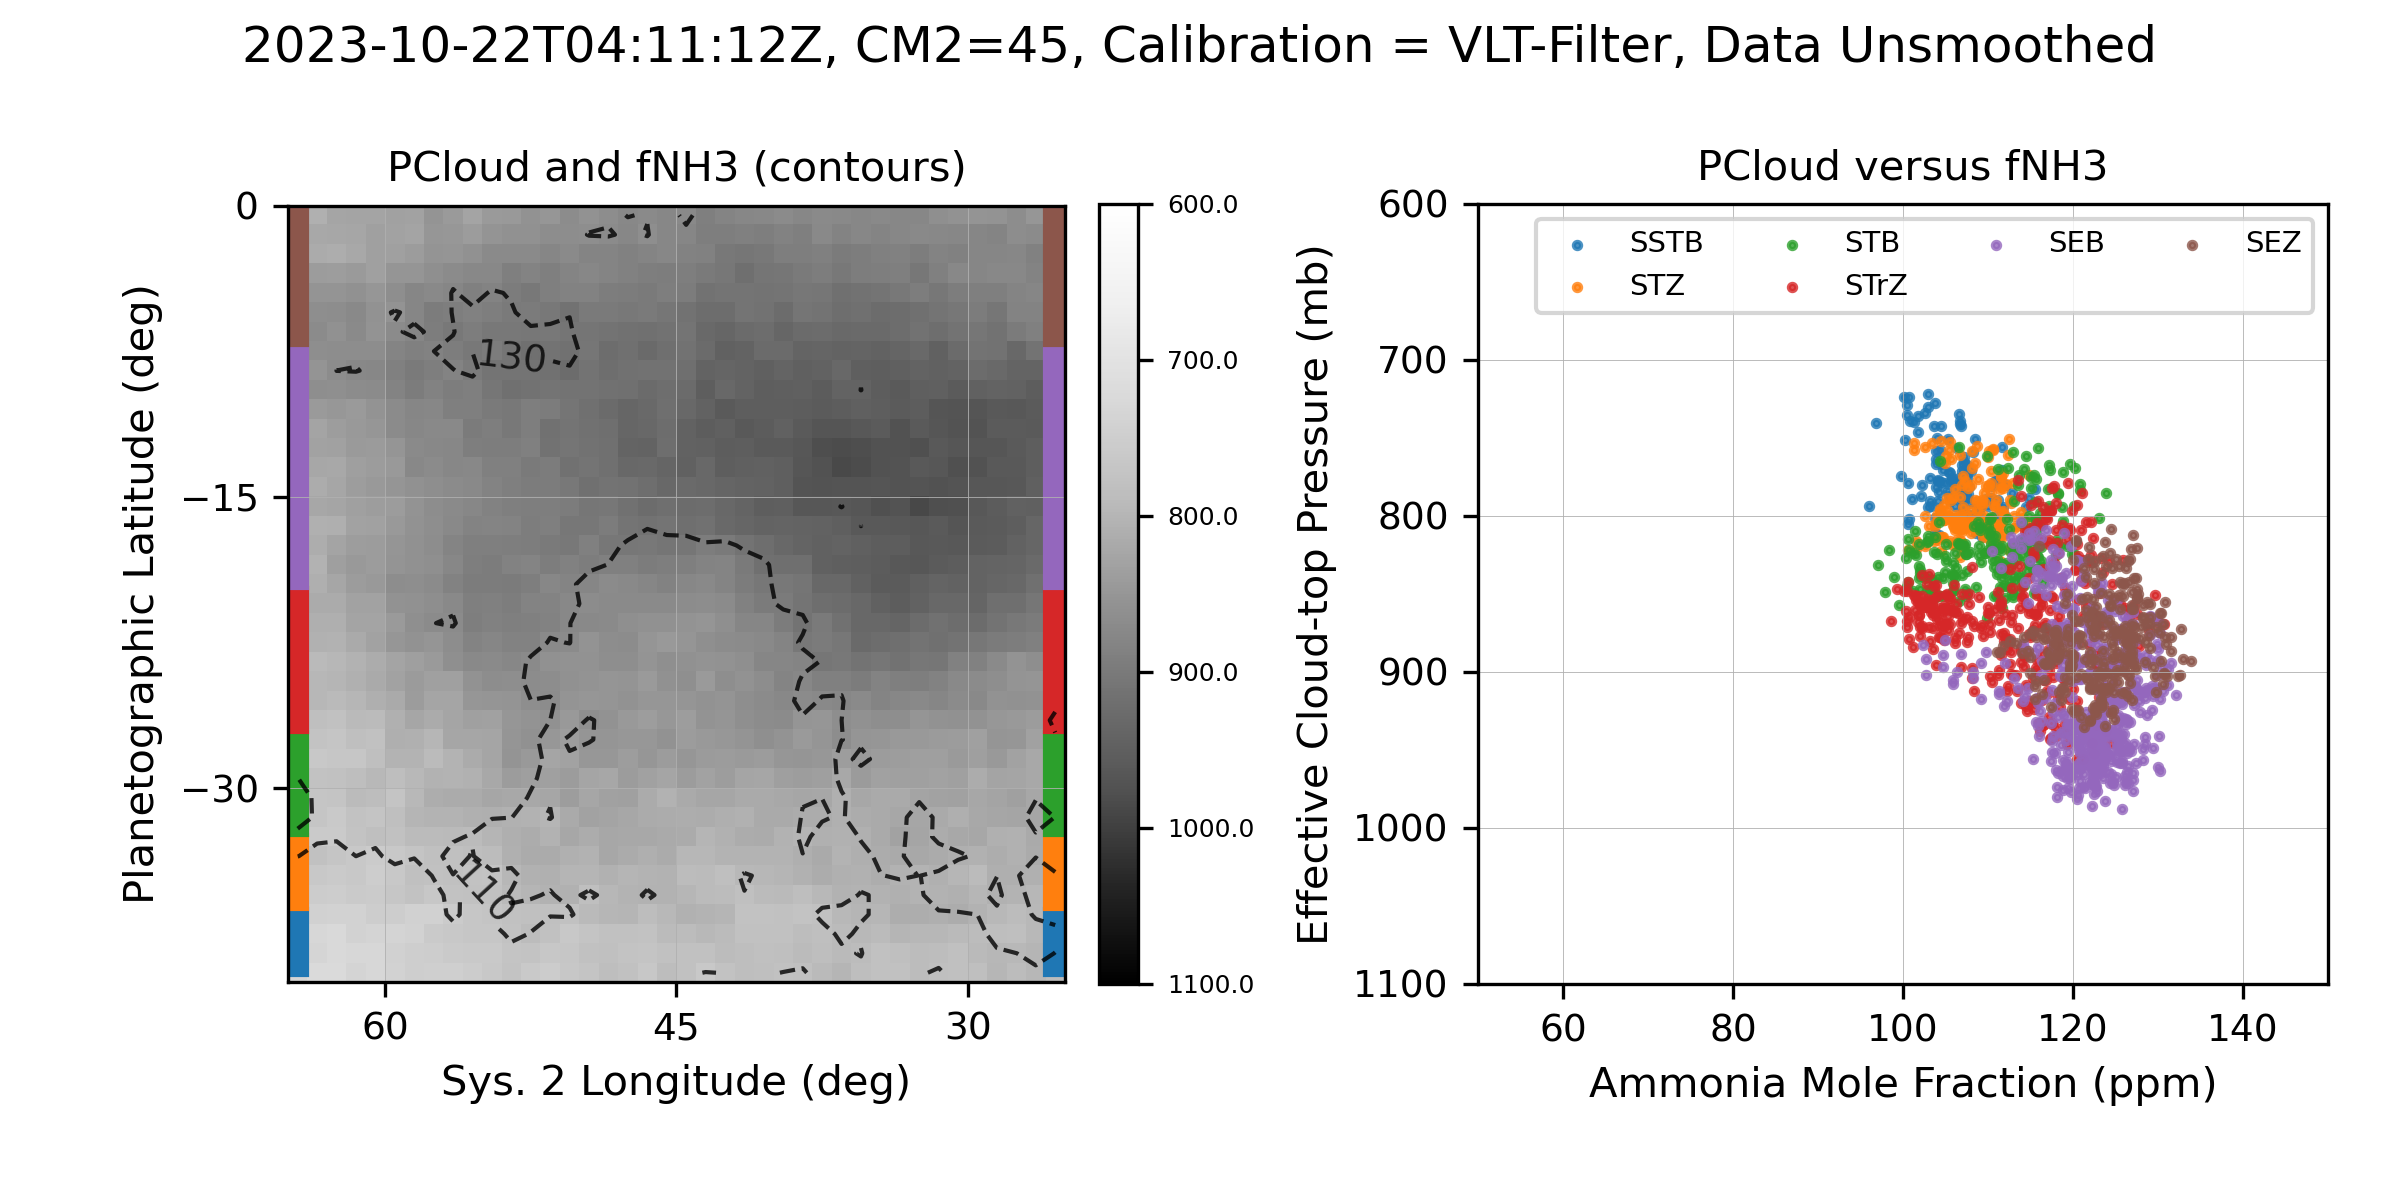 2023-10-22T04:11:12Z, CM2=45, Calibration = VLT-Filter, Data Unsmoothed
PCloud and fNH3 (contours)
Planetographic Latitude (deg)
0
−15
−30
130
110
60
45
30
Sys. 2 Longitude (deg)
600.0
700.0
800.0
900.0
1000.0
1100.0
PCloud versus fNH3
Effective Cloud-top Pressure (mb)
600
700
800
900
1000
1100
SSTB STB SEB SEZ
STZ STrZ
60
80
100
120
140
Ammonia Mole Fraction (ppm)